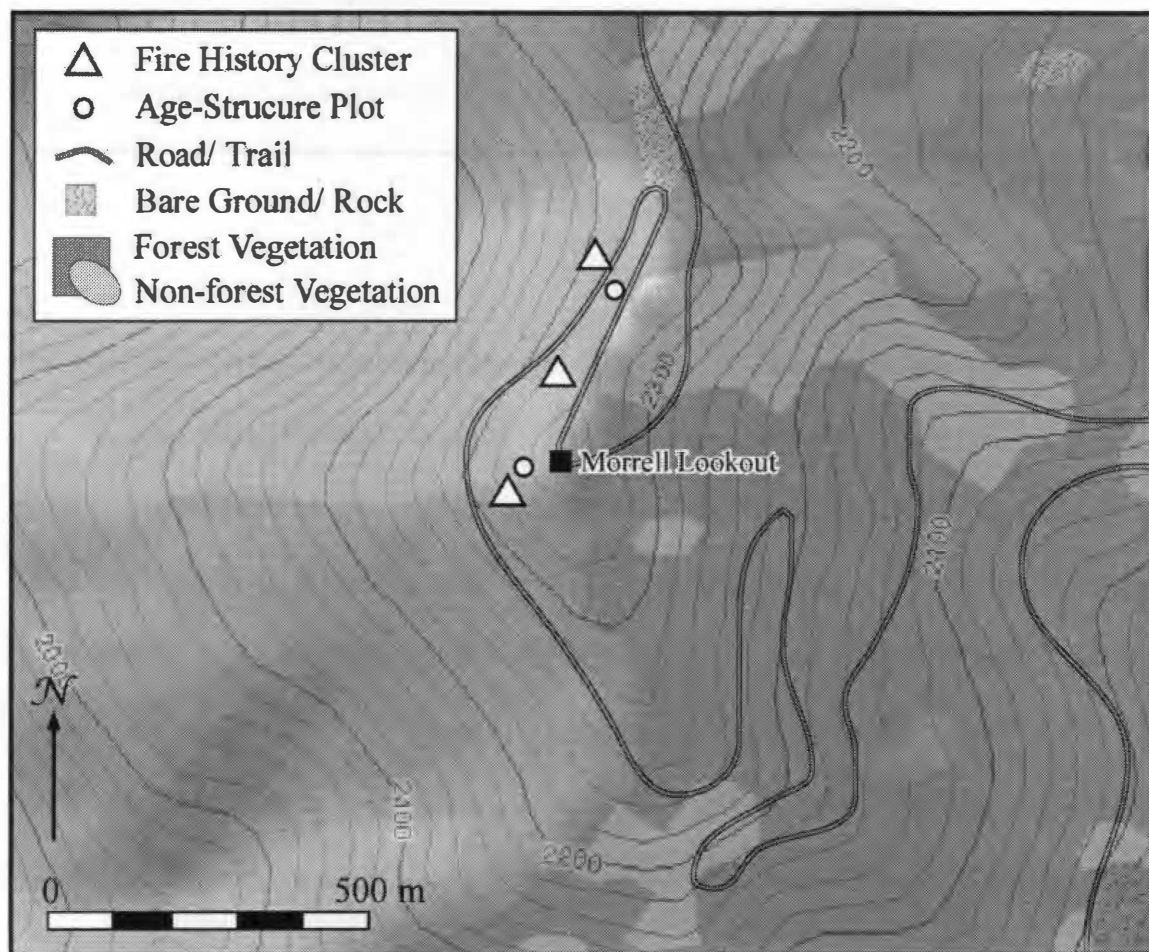 Fire History Cluster
Age-Strucure Plot
Road/ Trail
Bare Ground/ Rock
Forest Vegetation
Non-forest Vegetation
2200
2300
Morrell Lookout
2100
2000
N
2100
2200
0 500 m